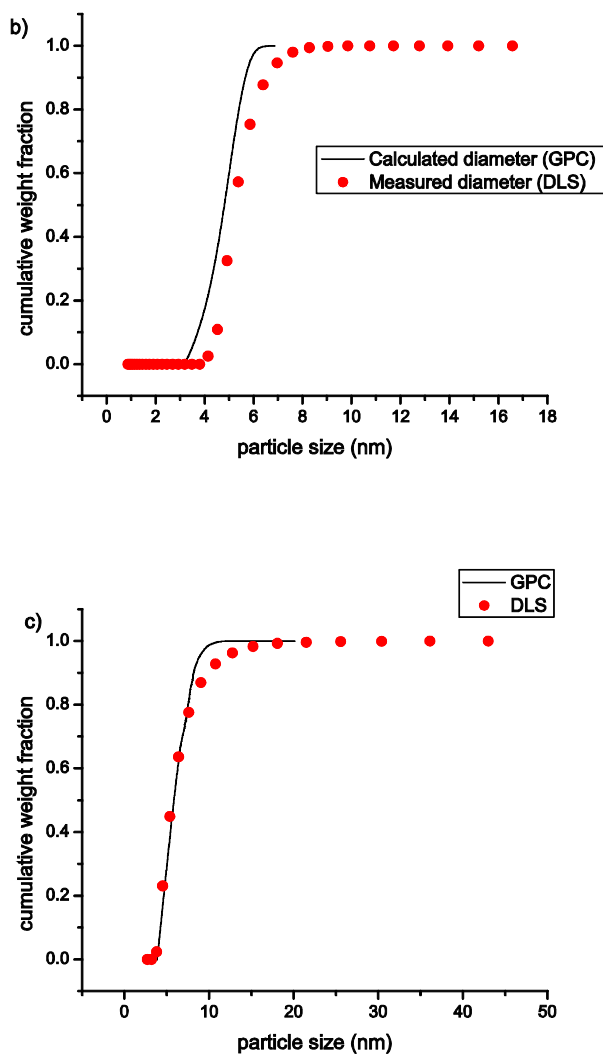 b)
1.0
0.8
0.6
0.4
0.2
0.0
cumulative weight fraction
Calculated diameter (GPC)
Measured diameter (DLS)
0 2 4 6 8 10 12 14 16 18
particle size (nm)
GPC
DLS
c)
1.0
0.8
0.6
0.4
0.2
0.0
cumulative weight fraction
0 10 20 30 40 50
particle size (nm)